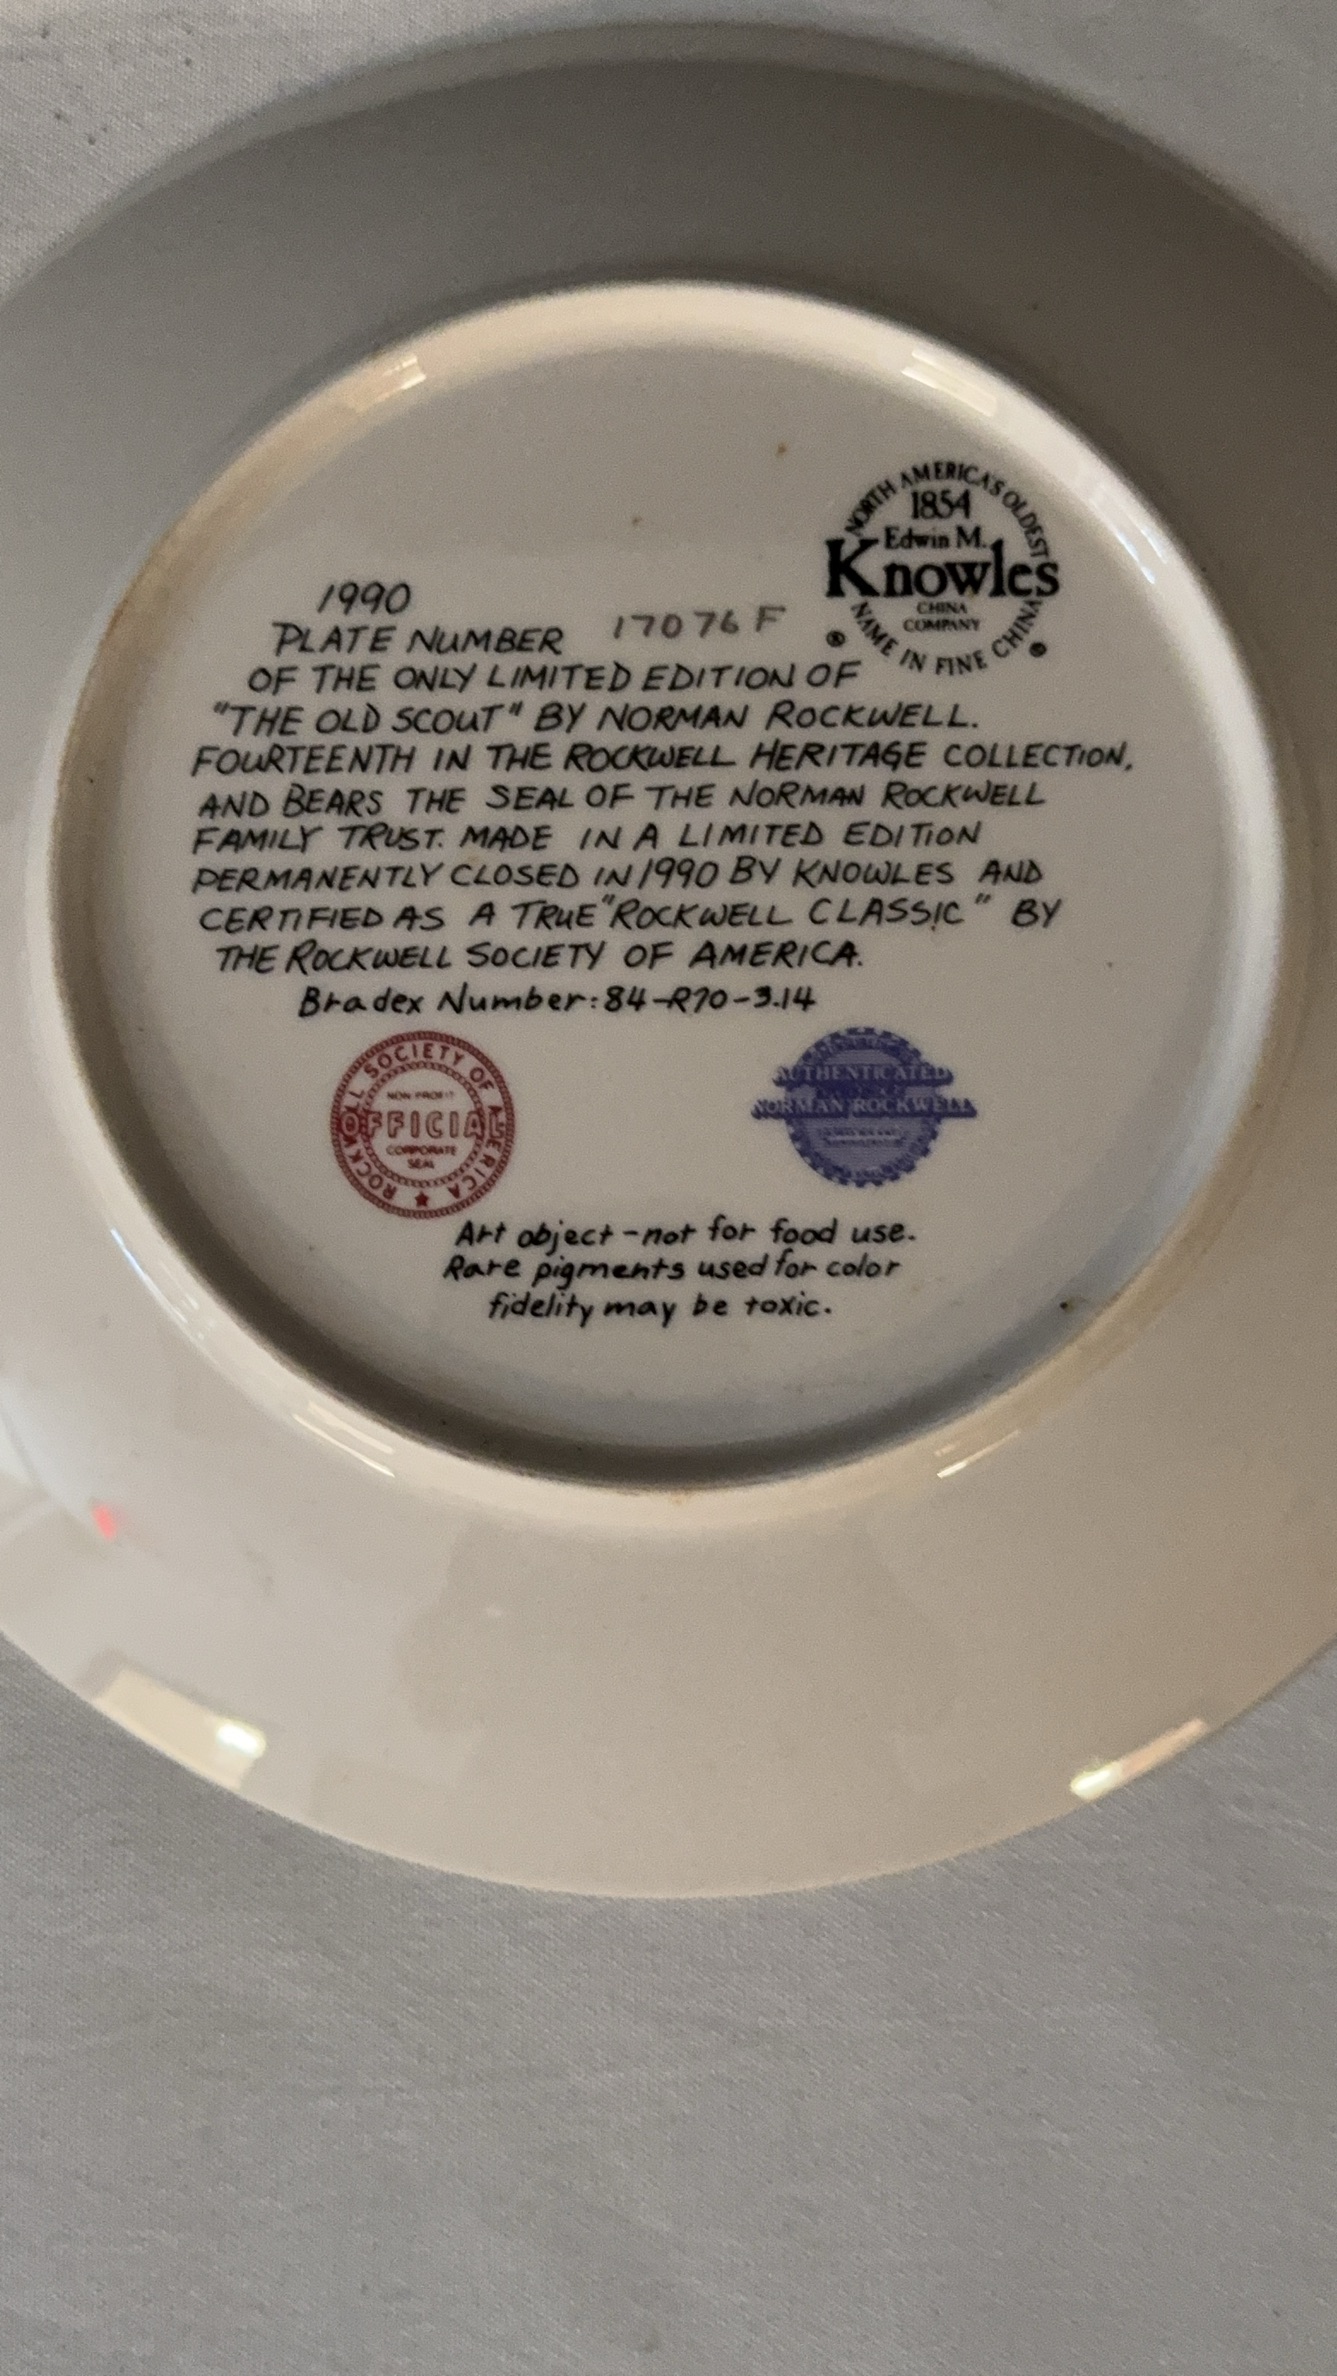 NORTH AMERICA'S OLDEST
1854
Edwin M.
Knowles
CHINA
COMPANY
NAME IN FINE CHINA
®
®
1990
PLATE NUMBER 17076 F
OF THE ONLY LIMITED EDITION OF
"THE OLD SCOUT" BY NORMAN ROCKWELL.
FOURTEENTH IN THE ROCKWELL HERITAGE COLLECTION,
AND BEARS THE SEAL OF THE NORMAN ROCKWELL
FAMILY TRUST. MADE IN A LIMITED EDITION
PERMANENTLY CLOSED IN 1990 BY KNOWLES AND
CERTIFIED AS A TRUE "ROCKWELL CLASSIC" BY
THE ROCKWELL SOCIETY OF AMERICA.
Bradex Number: 84-R70-3.14
ROCKWELL SOCIETY OF AMERICA
NON PROFIT
OFFICIAL
CORPORATE
SEAL
AUTHENTICATED
NORMAN ROCKWELL
Art object - not for food use.
Rare pigments used for color
fidelity may be toxic.